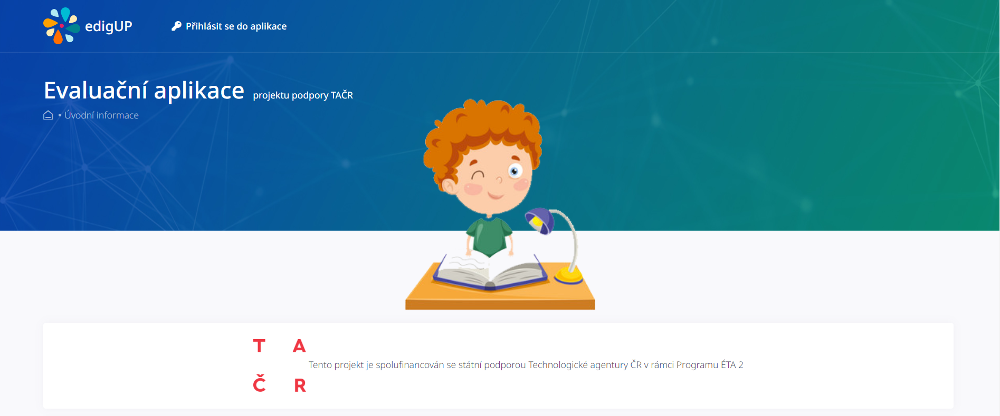 edigUP
Přihlásit se do aplikace
Evaluační aplikace projektu podpory TAČR
• Úvodní informace
T A
Č R
Tento projekt je spolufinancován se státní podporou Technologické agentury ČR v rámci Programu ÉTA 2